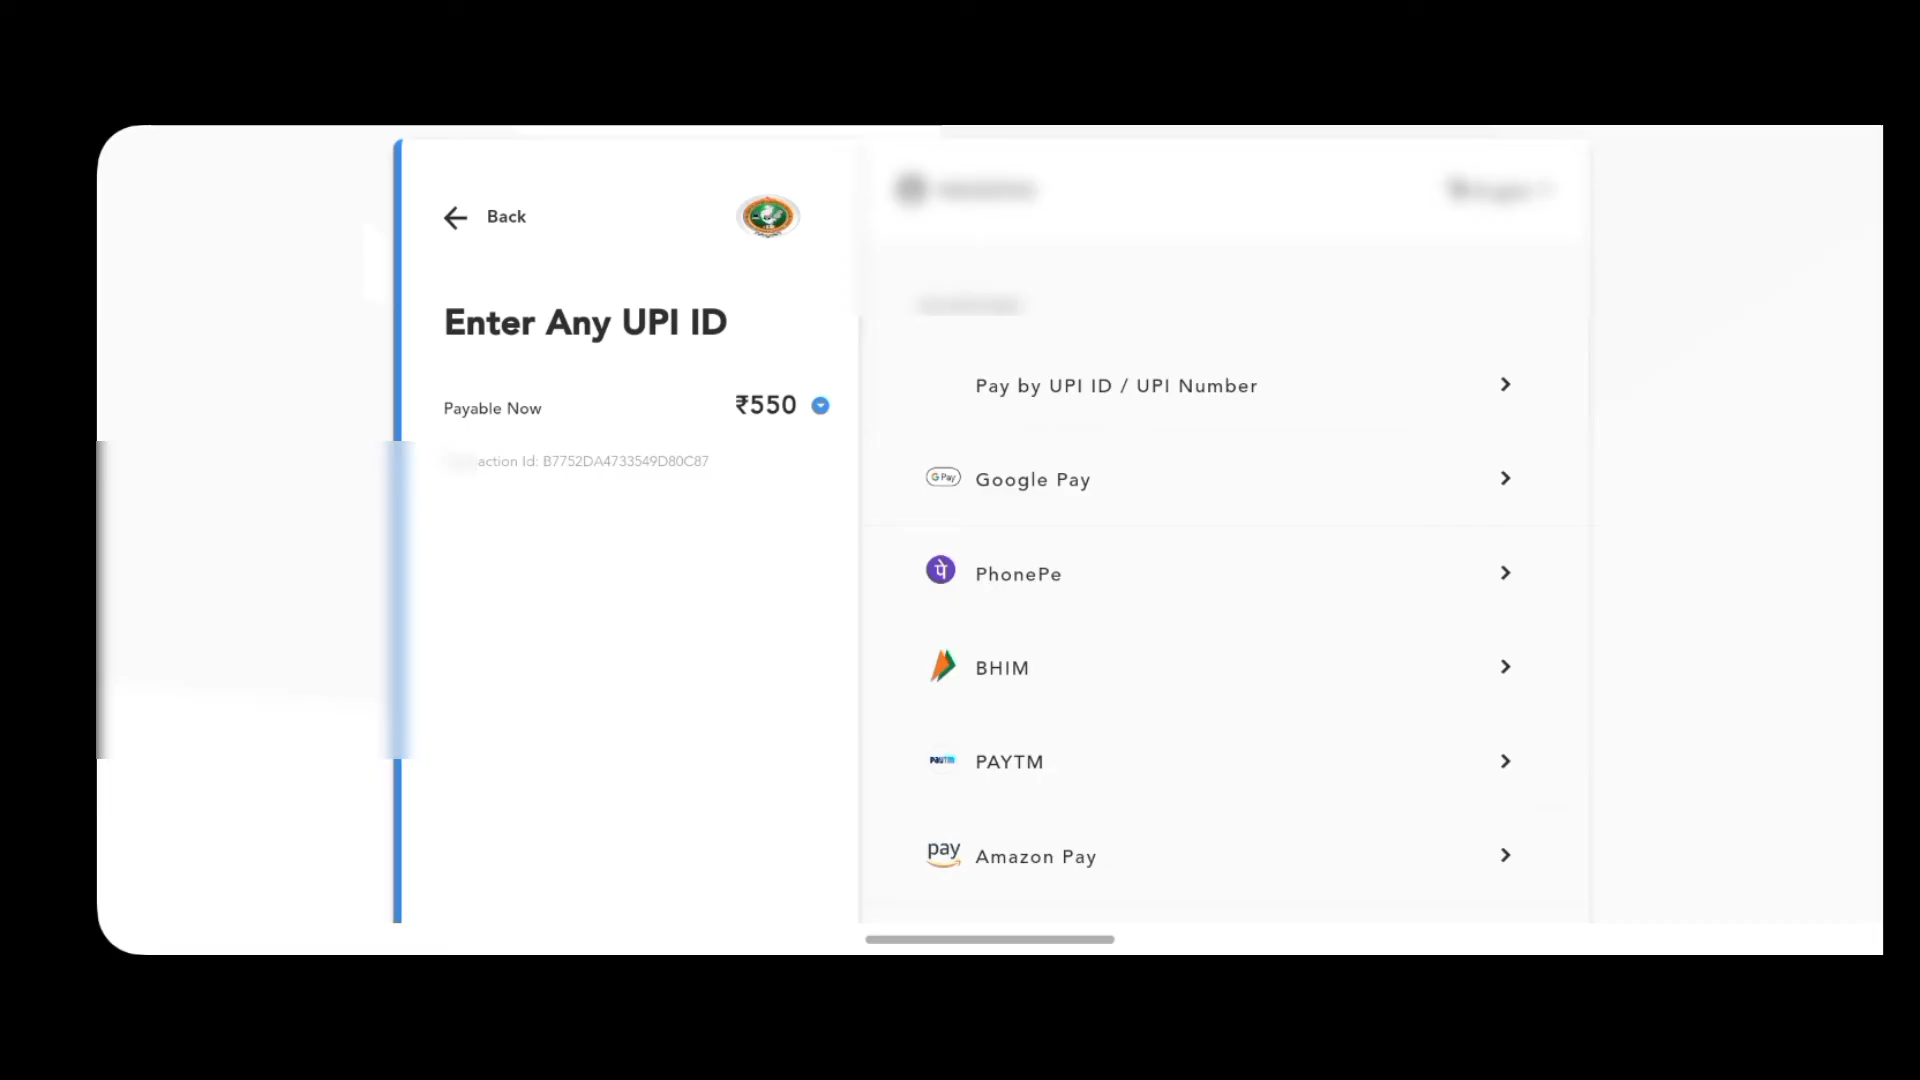 Back
Enter Any UPI ID
Payable Now ₹550
action Id: B7752DA4733549D80C87
Pay by UPI ID / UPI Number
G Pay Google Pay
पे PhonePe
BHIM
Paytm PAYTM
pay Amazon Pay